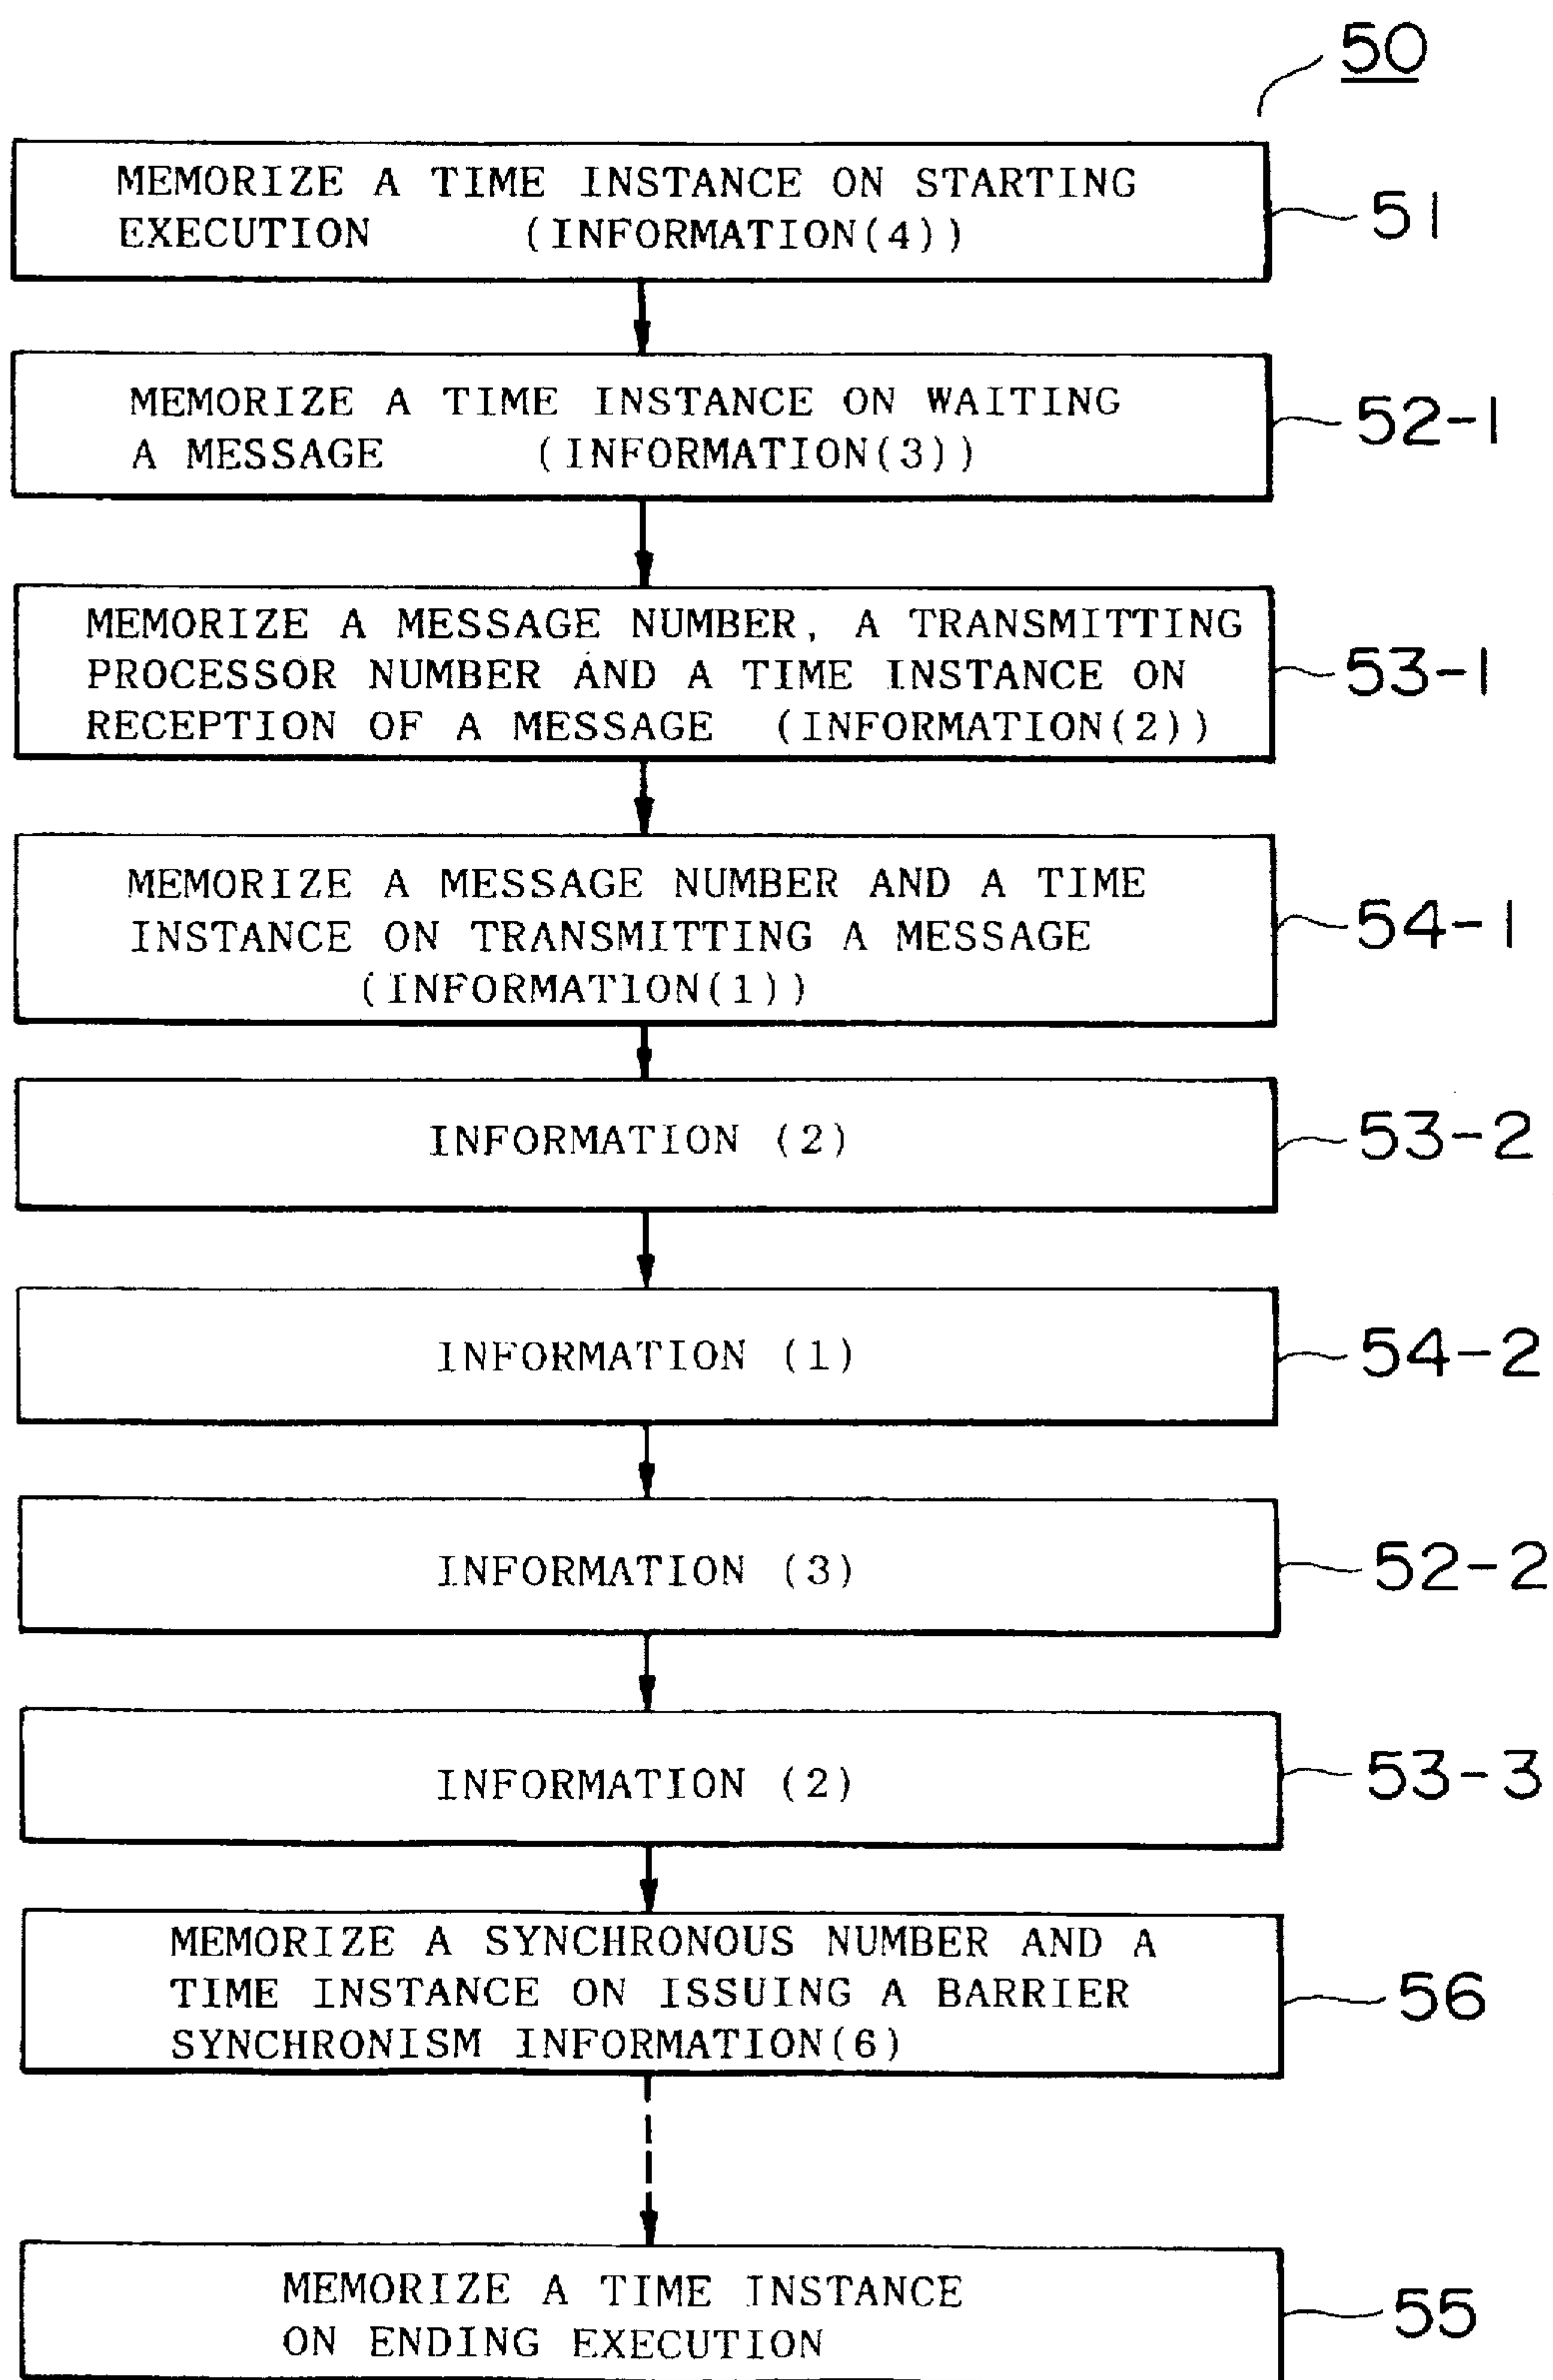 50
MEMORIZE A TIME INSTANCE ON STARTING
EXECUTION (INFORMATION(4))
51
MEMORIZE A TIME INSTANCE ON WAITING
A MESSAGE (INFORMATION(3))
52-1
MEMORIZE A MESSAGE NUMBER, A TRANSMITTING
PROCESSOR NUMBER AND A TIME INSTANCE ON
RECEPTION OF A MESSAGE (INFORMATION(2))
53-1
MEMORIZE A MESSAGE NUMBER AND A TIME
INSTANCE ON TRANSMITTING A MESSAGE
(INFORMATION(1))
54-1
INFORMATION (2)
53-2
INFORMATION (1)
54-2
INFORMATION (3)
52-2
INFORMATION (2)
53-3
MEMORIZE A SYNCHRONOUS NUMBER AND A
TIME INSTANCE ON ISSUING A BARRIER
SYNCHRONISM INFORMATION(6)
56
MEMORIZE A TIME INSTANCE
ON ENDING EXECUTION
55